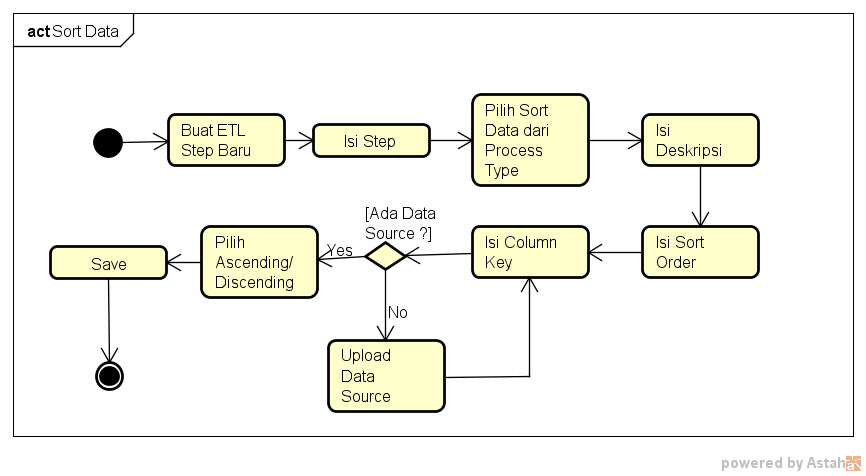 act Sort Data
Buat ETL
Step Baru
Isi Step
Pilih Sort
Data dari
Process
Type
Isi
Deskripsi
Isi Sort
Order
Isi Column
Key
[Ada Data
Source ?]
Yes
No
Pilih
Ascending/
Discending
Save
Upload
Data
Source
powered by Astah